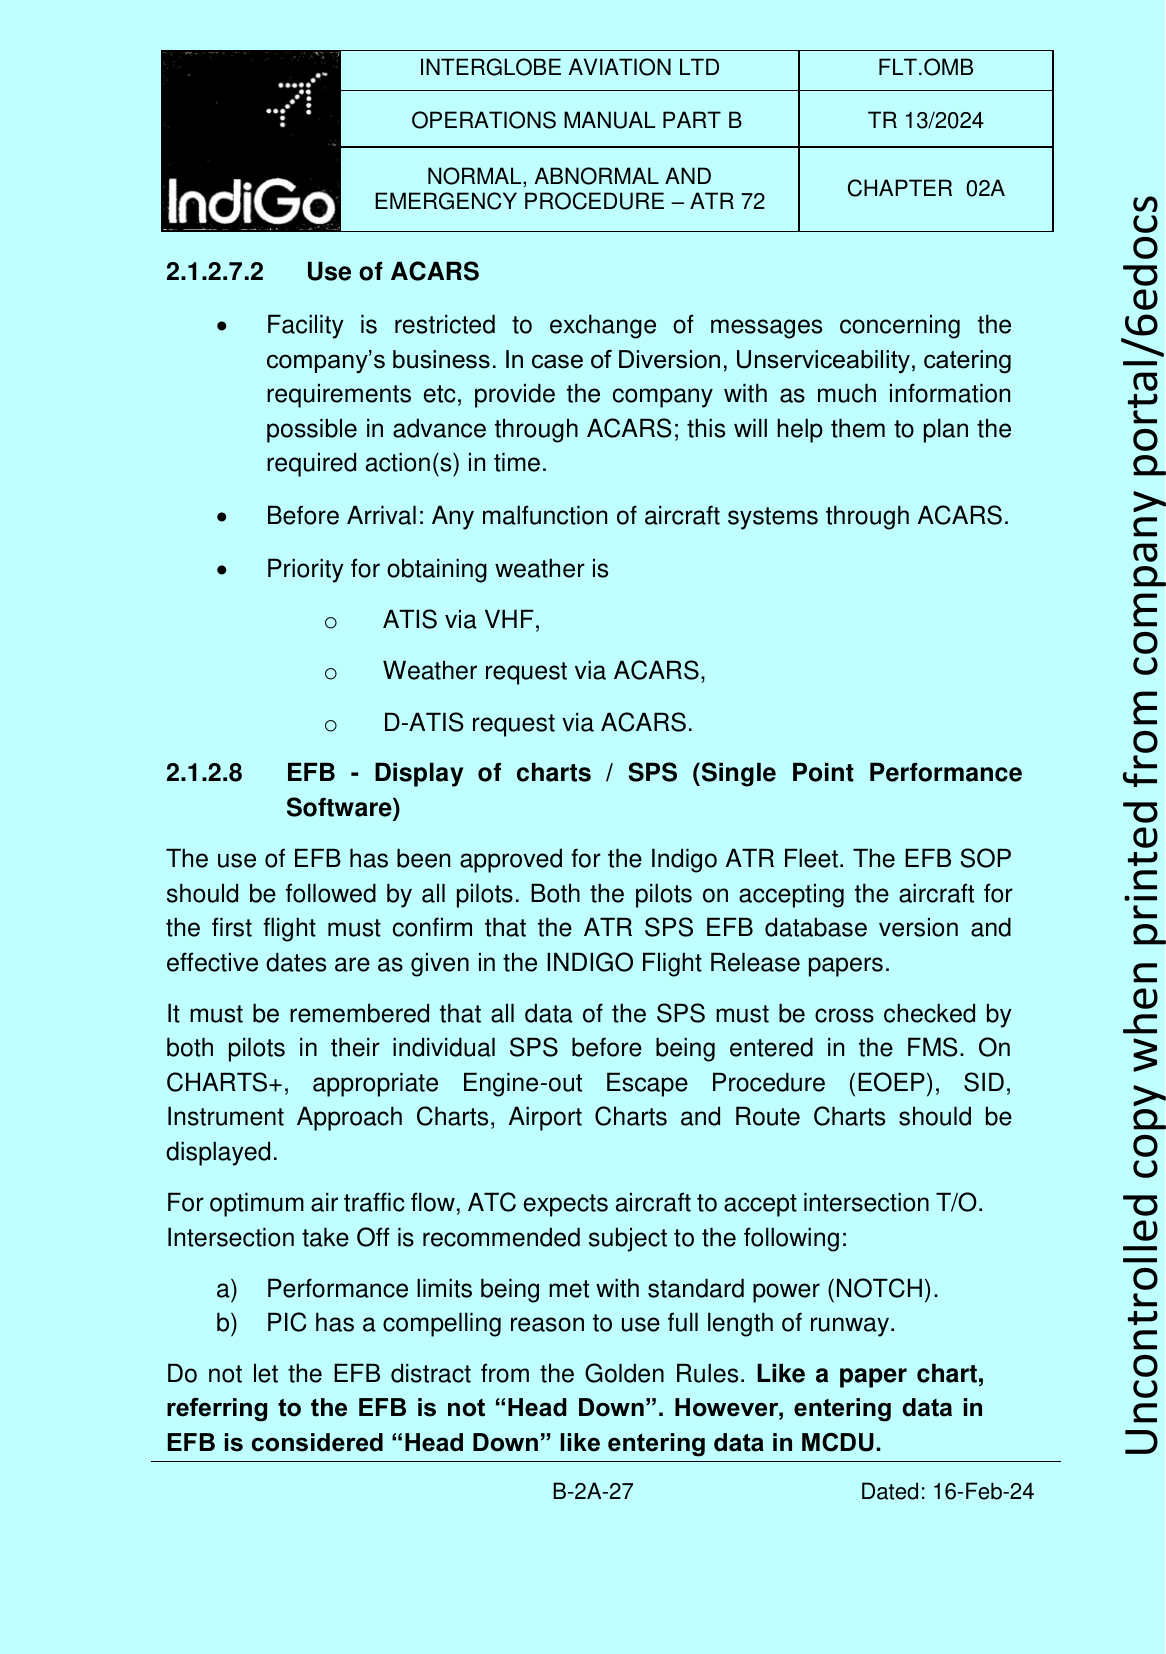 IndiGo
INTERGLOBE AVIATION LTD
FLT.OMB
OPERATIONS MANUAL PART B
TR 13/2024
NORMAL, ABNORMAL AND
EMERGENCY PROCEDURE – ATR 72
CHAPTER 02A
2.1.2.7.2 Use of ACARS
• Facility is restricted to exchange of messages concerning the
company’s business. In case of Diversion, Unserviceability, catering
requirements etc, provide the company with as much information
possible in advance through ACARS; this will help them to plan the
required action(s) in time.
• Before Arrival: Any malfunction of aircraft systems through ACARS.
• Priority for obtaining weather is
o ATIS via VHF,
o Weather request via ACARS,
o D-ATIS request via ACARS.
2.1.2.8 EFB - Display of charts / SPS (Single Point Performance
Software)
The use of EFB has been approved for the Indigo ATR Fleet. The EFB SOP
should be followed by all pilots. Both the pilots on accepting the aircraft for
the first flight must confirm that the ATR SPS EFB database version and
effective dates are as given in the INDIGO Flight Release papers.
It must be remembered that all data of the SPS must be cross checked by
both pilots in their individual SPS before being entered in the FMS. On
CHARTS+, appropriate Engine-out Escape Procedure (EOEP), SID,
Instrument Approach Charts, Airport Charts and Route Charts should be
displayed.
For optimum air traffic flow, ATC expects aircraft to accept intersection T/O.
Intersection take Off is recommended subject to the following:
a) Performance limits being met with standard power (NOTCH).
b) PIC has a compelling reason to use full length of runway.
Do not let the EFB distract from the Golden Rules. Like a paper chart,
referring to the EFB is not “Head Down”. However, entering data in
EFB is considered “Head Down” like entering data in MCDU.
B-2A-27
Dated: 16-Feb-24
Uncontrolled copy when printed from company portal/6edocs